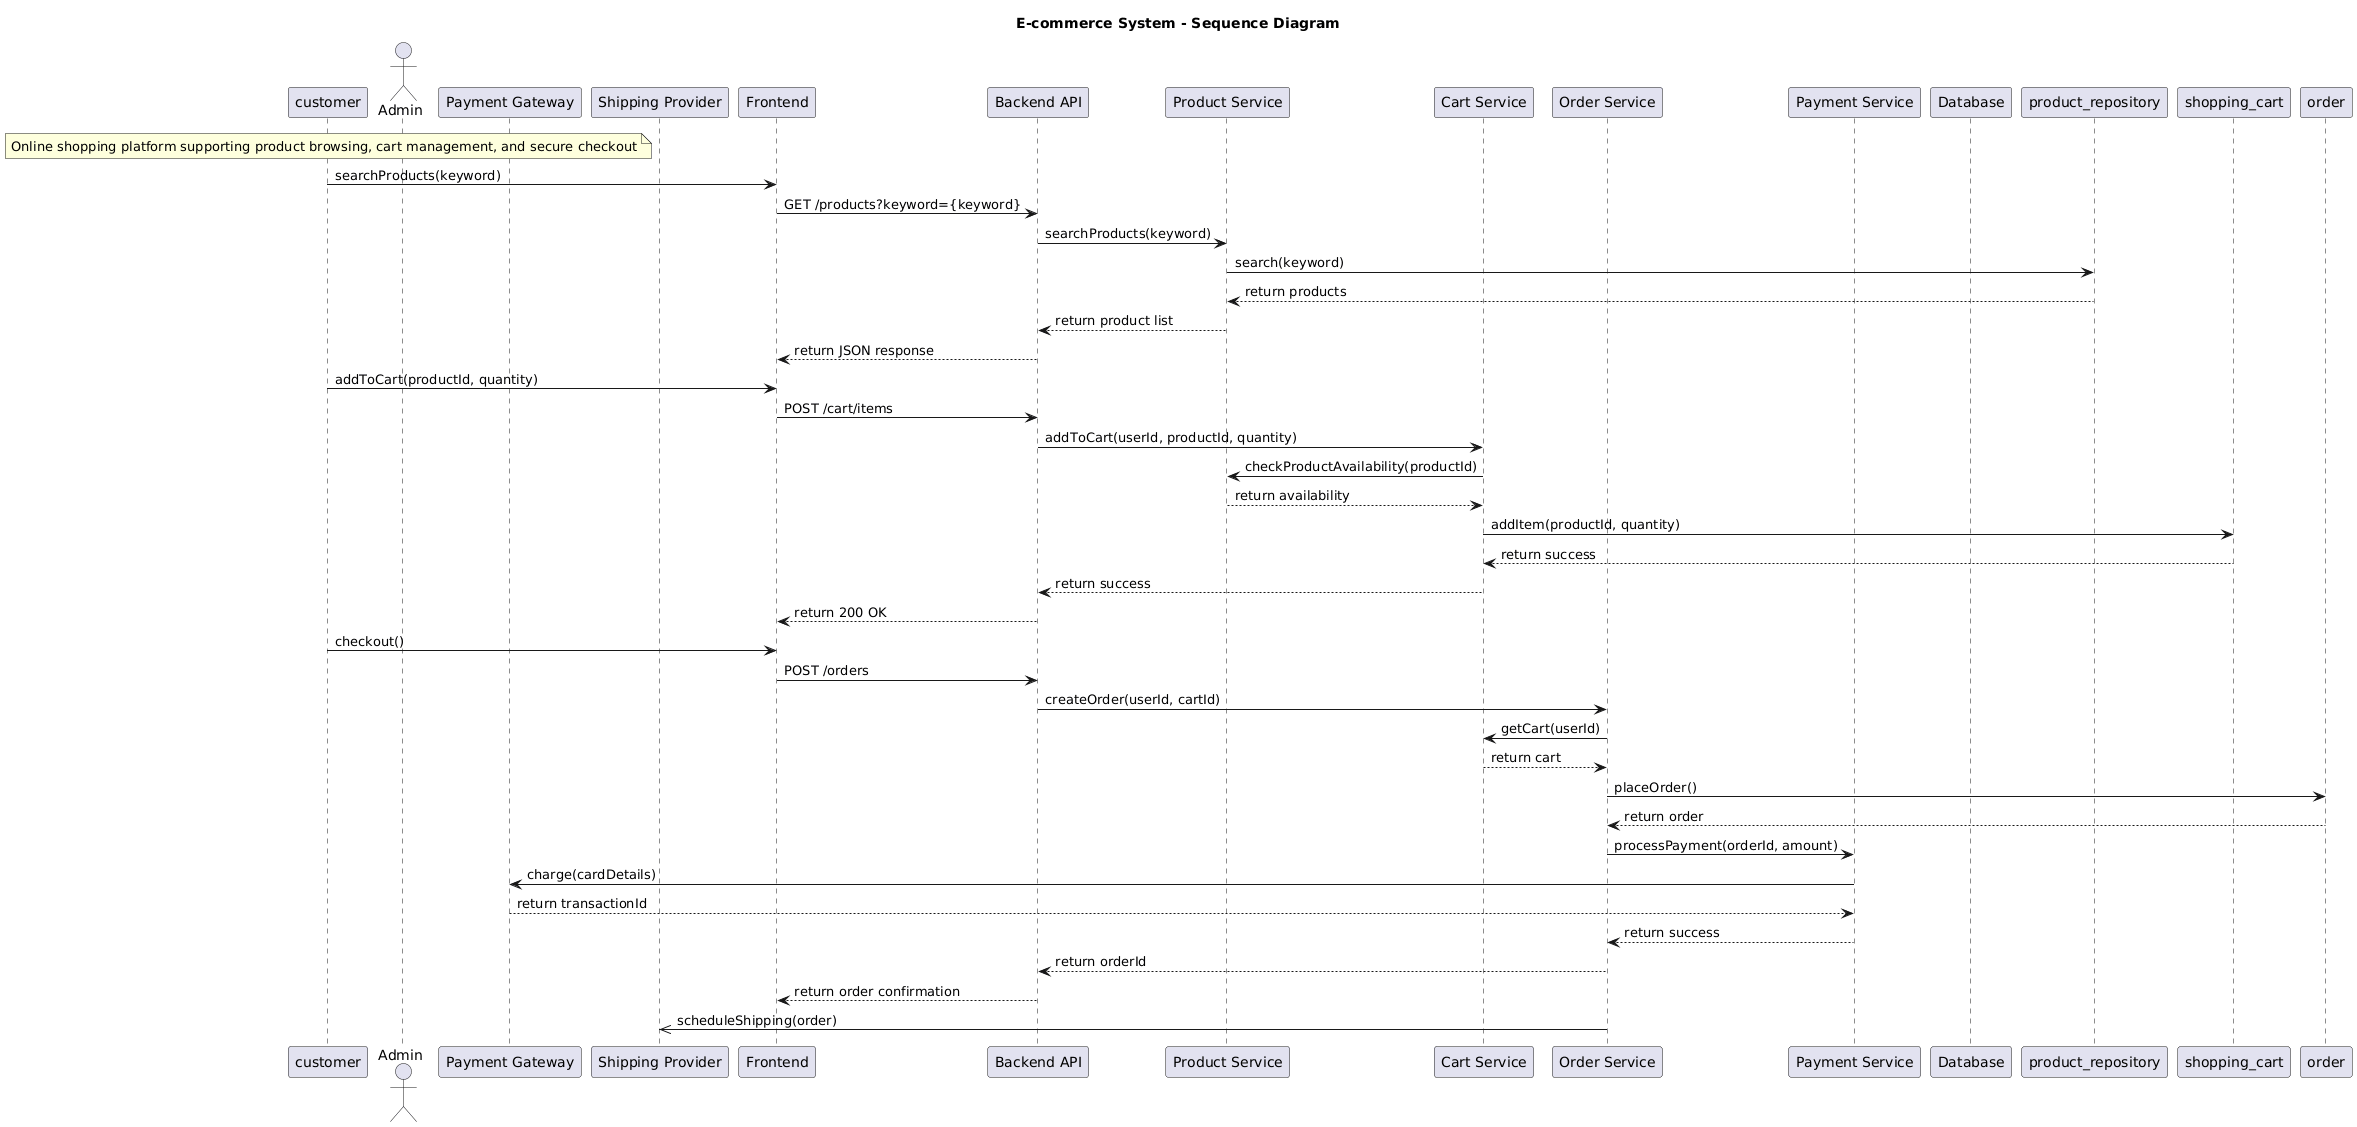 E-commerce System - Sequence Diagram
customer
Admin
Payment Gateway
Shipping Provider
Frontend
Backend API
Product Service
Cart Service
Order Service
Payment Service
Database
product_repository
shopping_cart
order
Online shopping platform supporting product browsing, cart management, and secure checkout
searchProducts(keyword)
GET /products?keyword={keyword}
searchProducts(keyword)
search(keyword)
return products
return product list
return JSON response
addToCart(productId, quantity)
POST /cart/items
addToCart(userId, productId, quantity)
checkProductAvailability(productId)
return availability
addItem(productId, quantity)
return success
return success
return 200 OK
checkout()
POST /orders
createOrder(userId, cartId)
getCart(userId)
return cart
placeOrder()
return order
processPayment(orderId, amount)
charge(cardDetails)
return transactionId
return success
return orderId
return order confirmation
scheduleShipping(order)
customer
Admin
Payment Gateway
Shipping Provider
Frontend
Backend API
Product Service
Cart Service
Order Service
Payment Service
Database
product_repository
shopping_cart
order